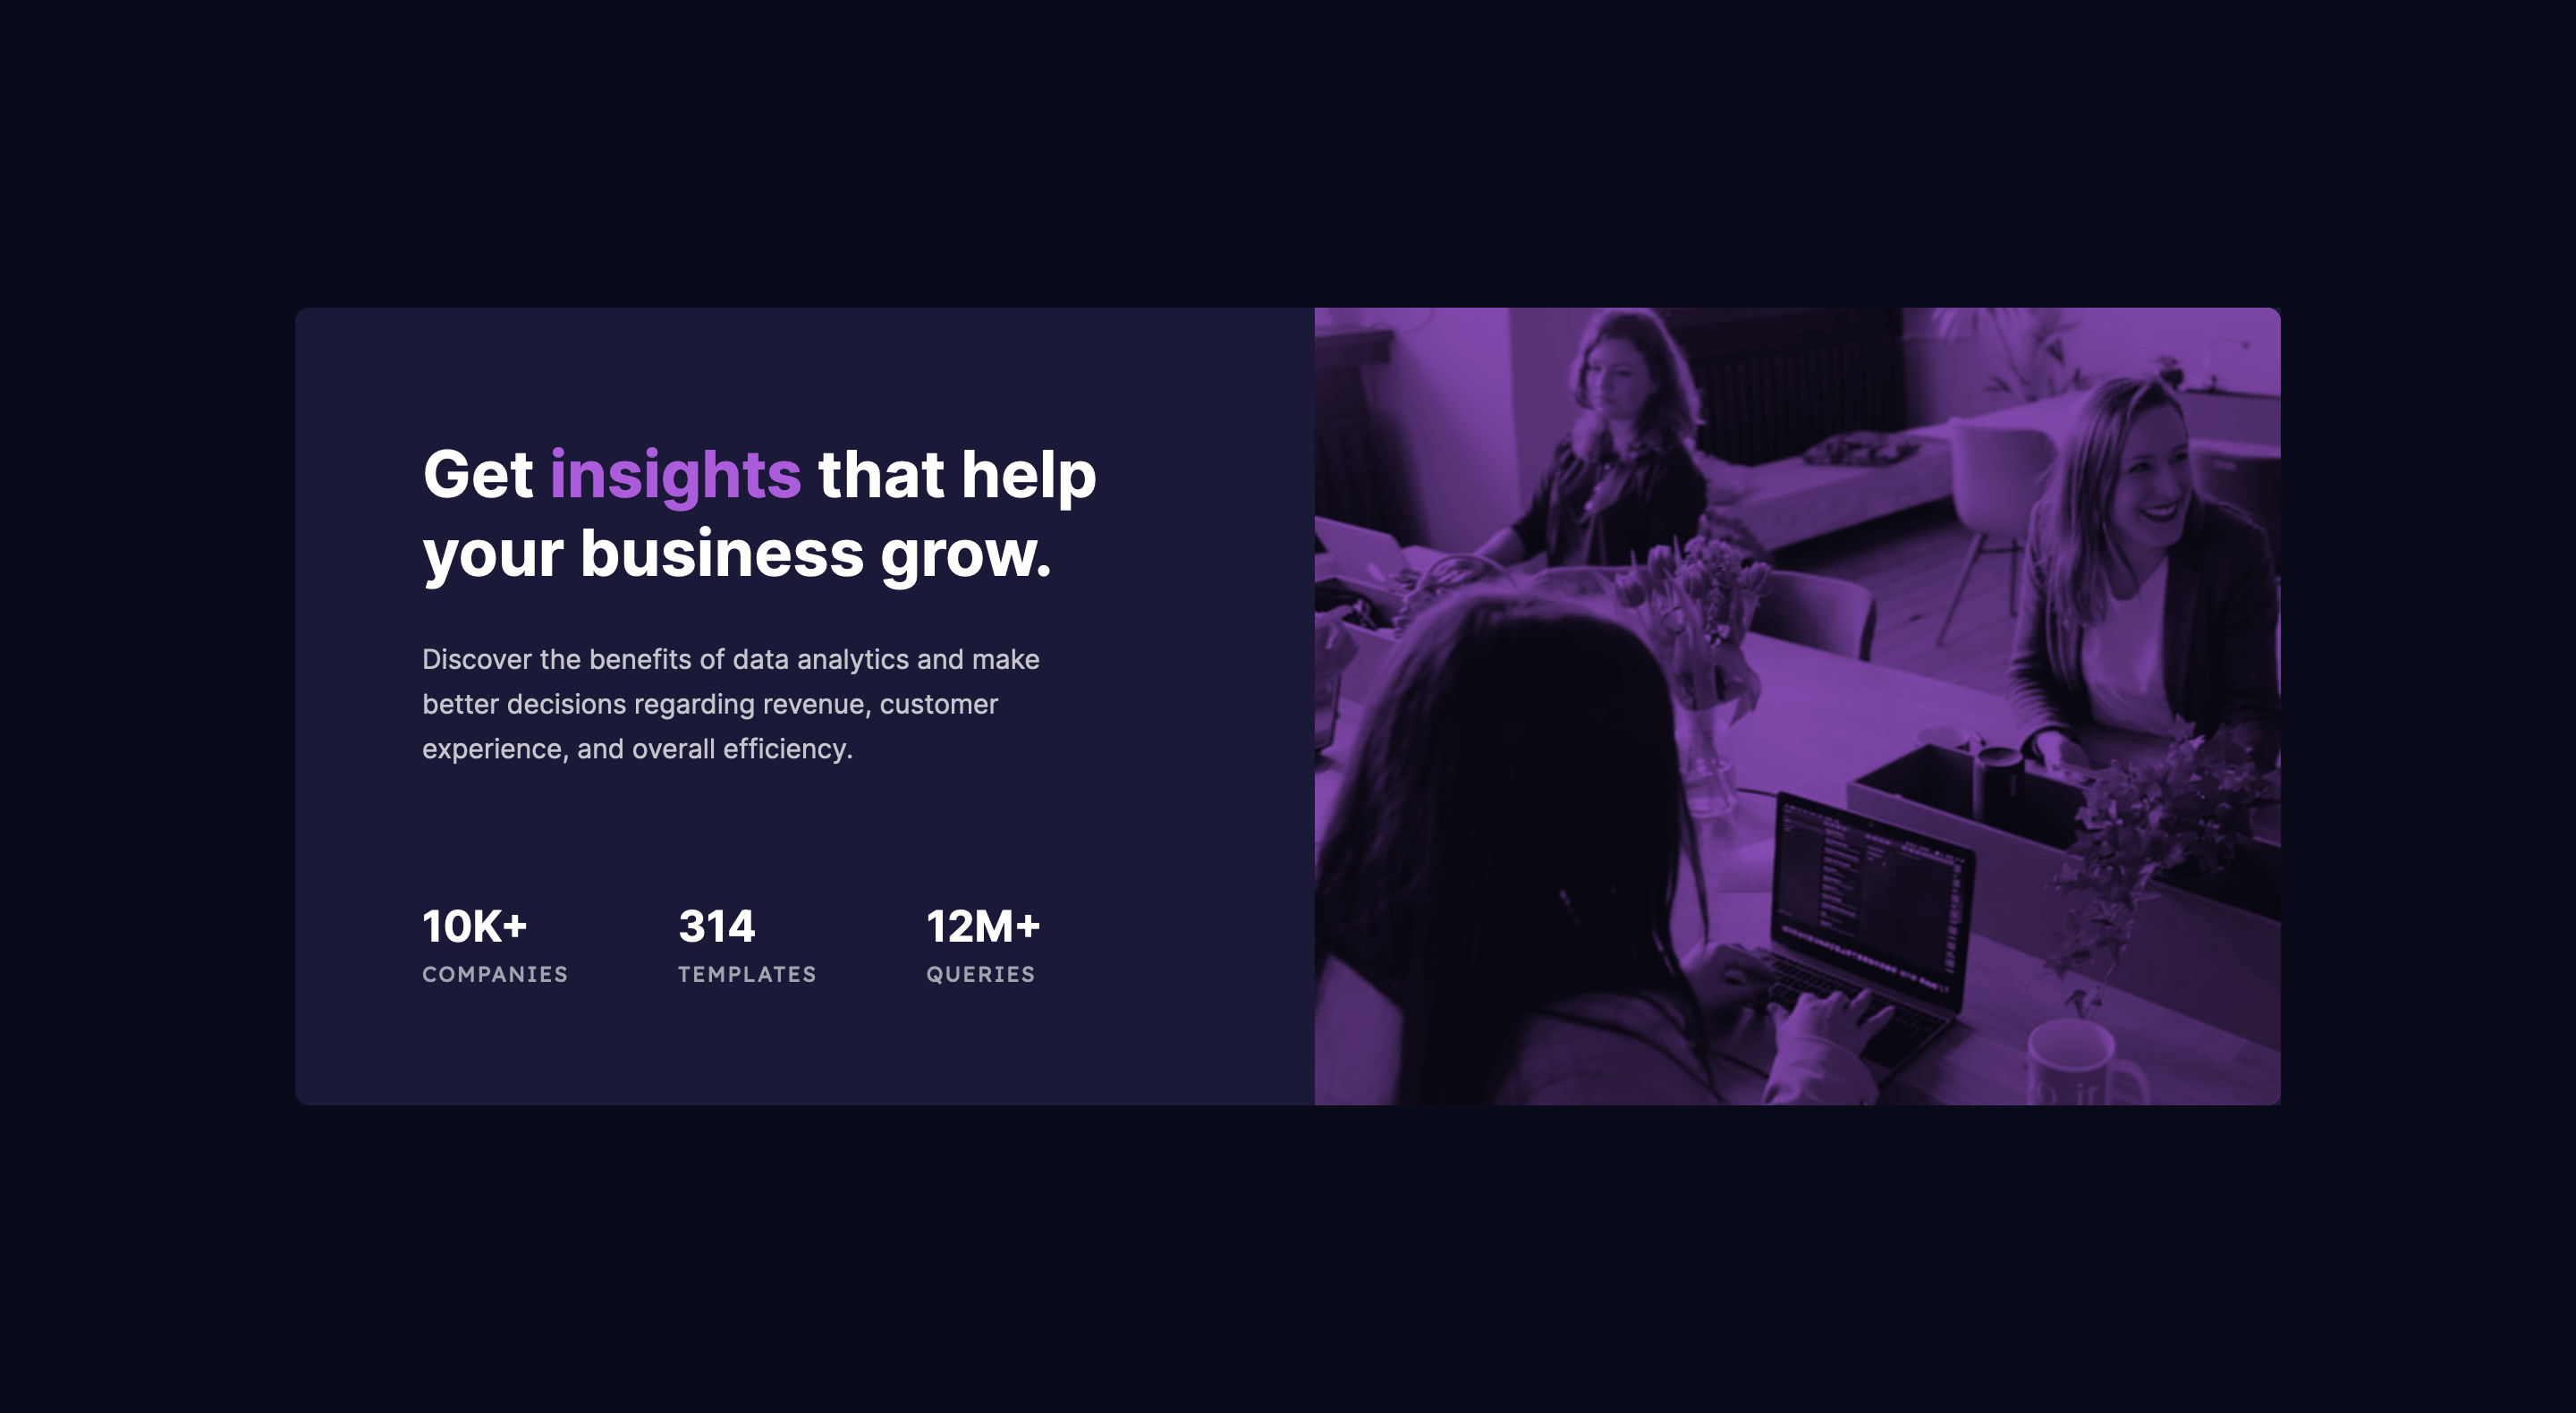 Get insights that help
your business grow.
Discover the benefits of data analytics and make
better decisions regarding revenue, customer
experience, and overall efficiency.
10K+
COMPANIES
314
TEMPLATES
12M+
QUERIES